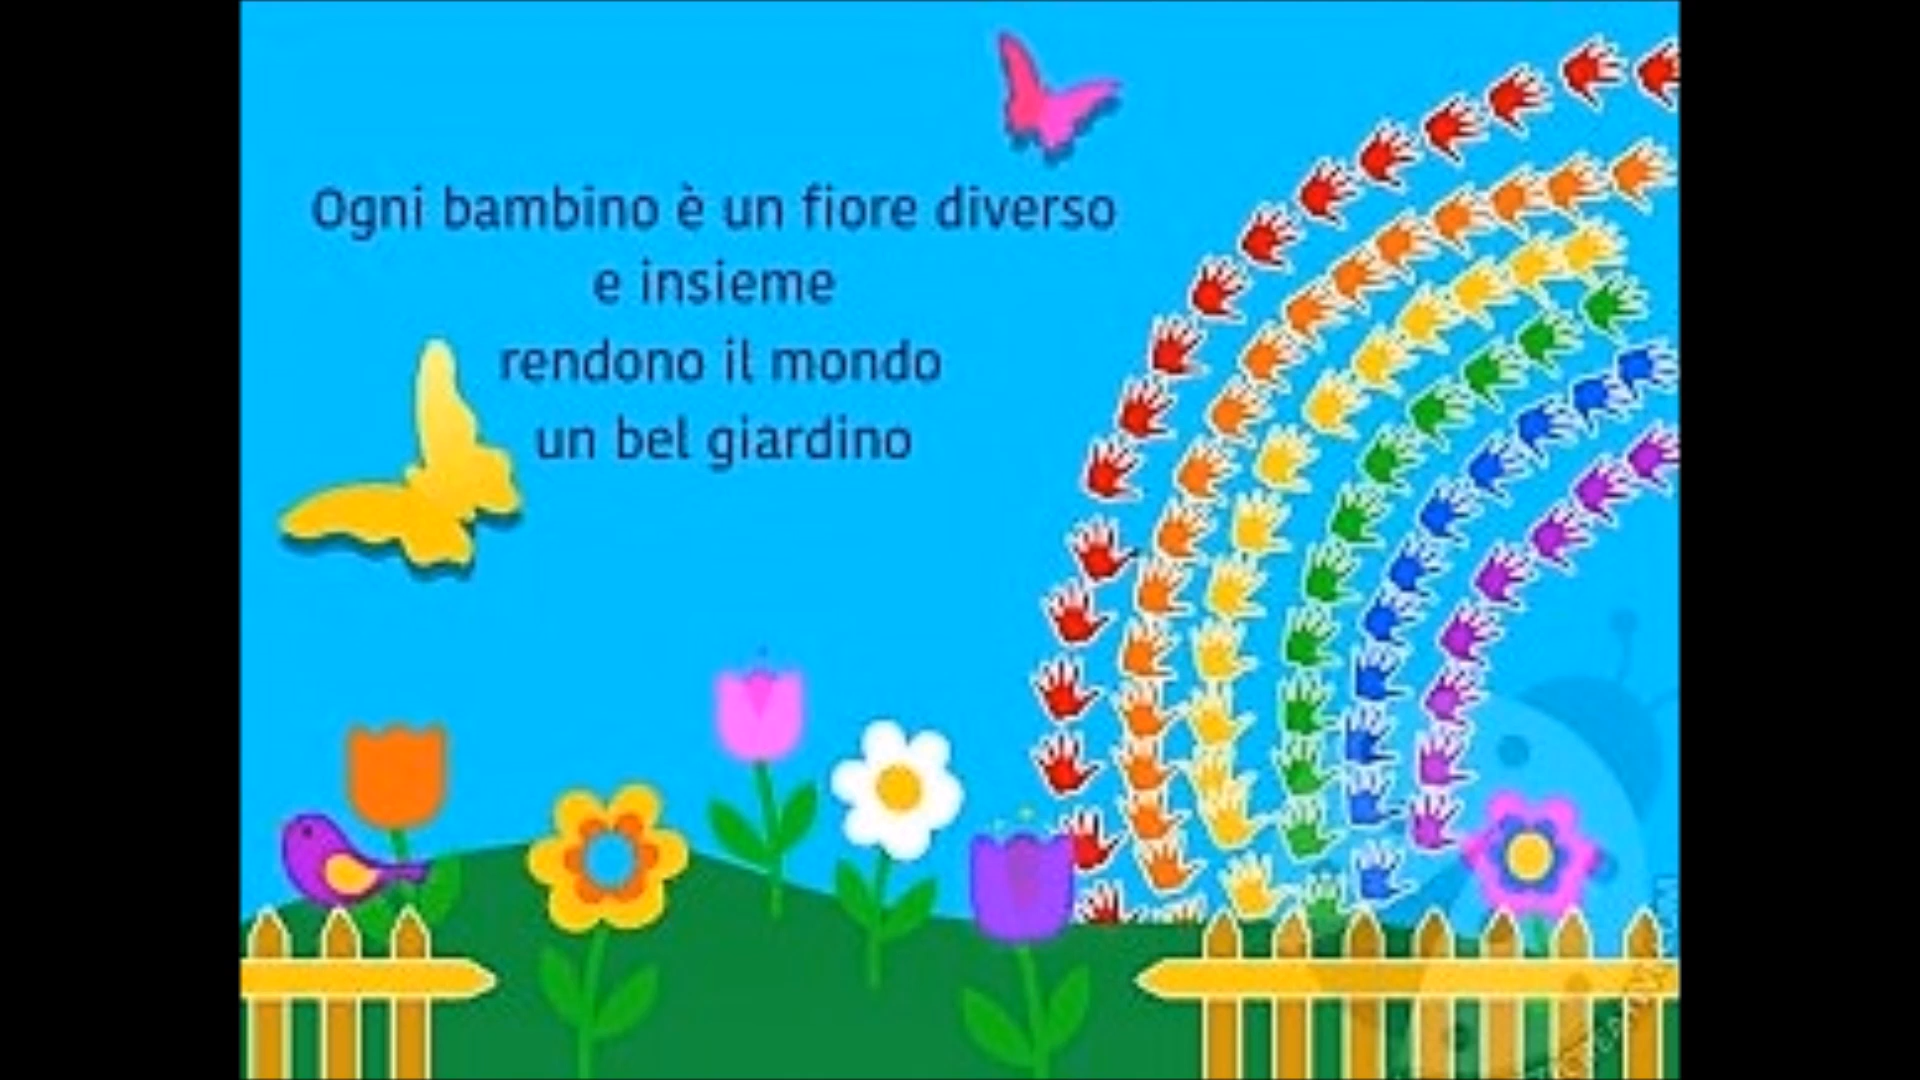 Ogni bambino è un fiore diverso
e insieme
rendono il mondo
un bel giardino